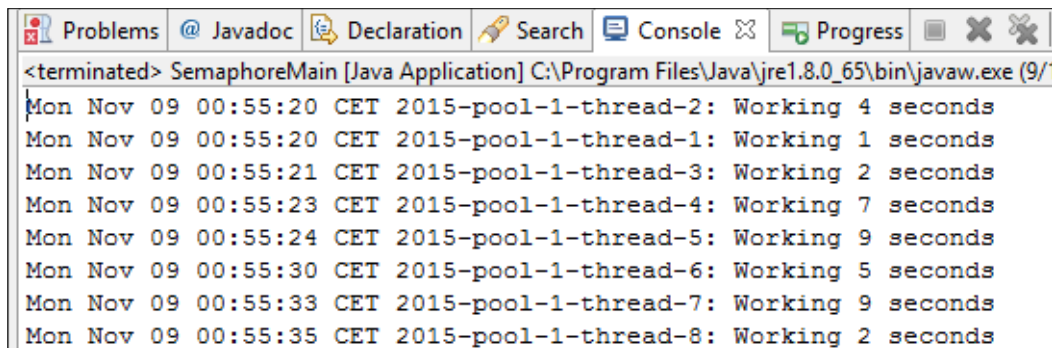 Problems @ Javadoc Declaration Search Console Progress
<terminated> SemaphoreMain [Java Application] C:\Program Files\Java\jre1.8.0_65\bin\javaw.exe (9/1
Mon Nov 09 00:55:20 CET 2015-pool-1-thread-2: Working 4 seconds
Mon Nov 09 00:55:20 CET 2015-pool-1-thread-1: Working 1 seconds
Mon Nov 09 00:55:21 CET 2015-pool-1-thread-3: Working 2 seconds
Mon Nov 09 00:55:23 CET 2015-pool-1-thread-4: Working 7 seconds
Mon Nov 09 00:55:24 CET 2015-pool-1-thread-5: Working 9 seconds
Mon Nov 09 00:55:30 CET 2015-pool-1-thread-6: Working 5 seconds
Mon Nov 09 00:55:33 CET 2015-pool-1-thread-7: Working 9 seconds
Mon Nov 09 00:55:35 CET 2015-pool-1-thread-8: Working 2 seconds